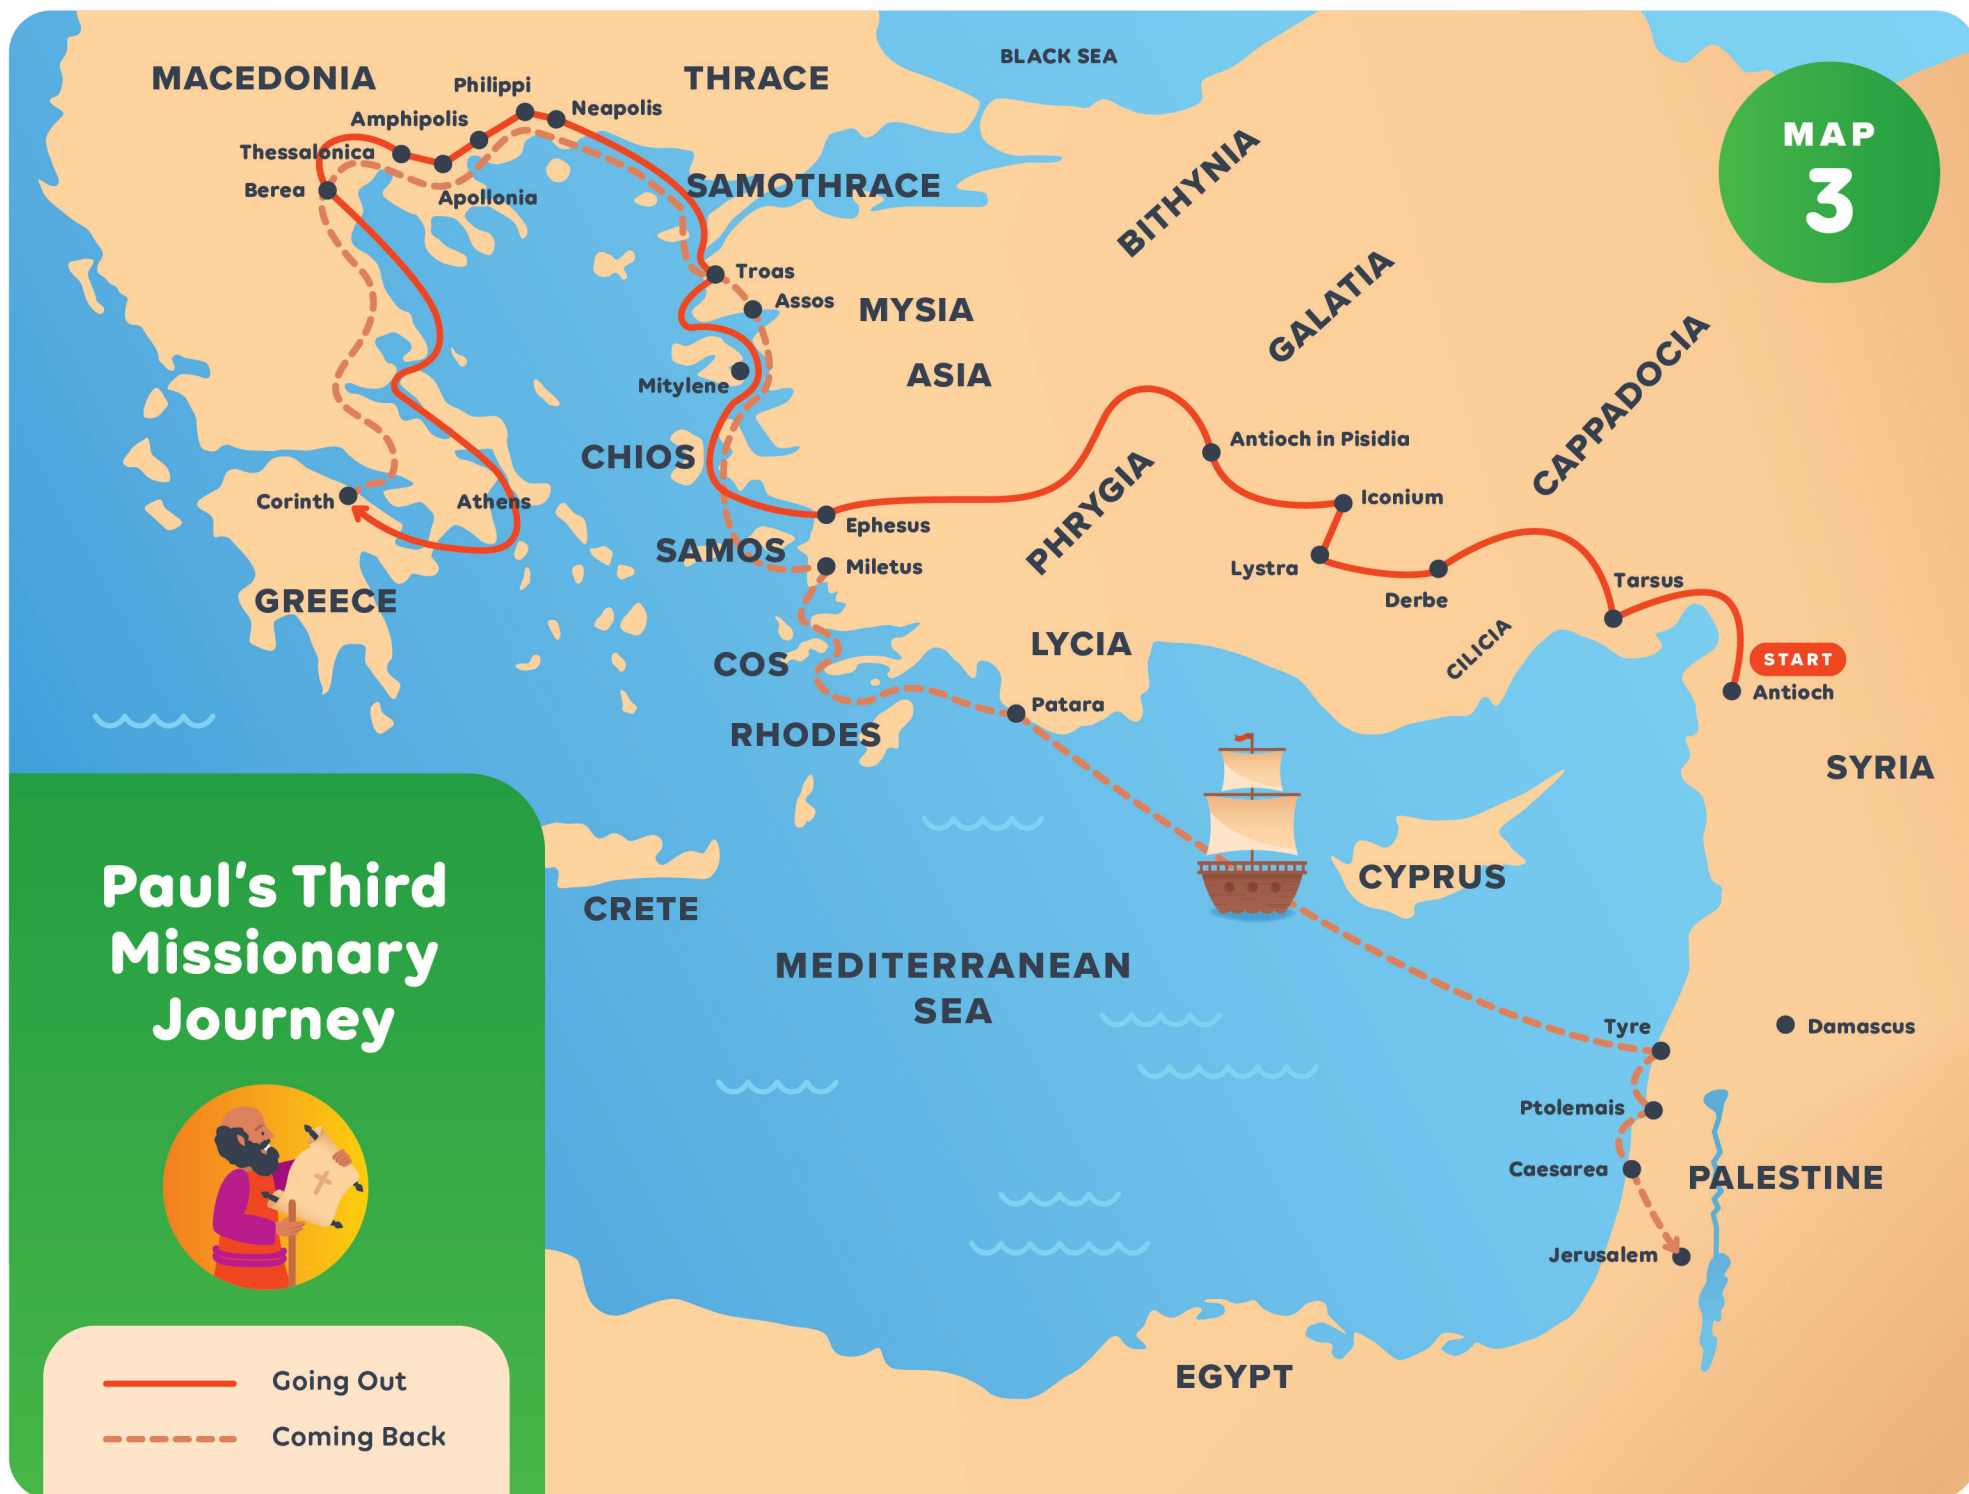 BLACK SEA
MACEDONIA
THRACE
Philippi
Neapolis
Amphipolis
Thessalonica
Berea
Apollonia
SAMOTHRACE
BITHYNIA
MAP
3
Troas
Assos
MYSIA
GALATIA
ASIA
Mitylene
CAPPADOCIA
CHIOS
Antioch in Pisidia
PHRYGIA
Iconium
Corinth
Athens
Ephesus
SAMOS
Miletus
Lystra
Derbe
Tarsus
GREECE
LYCIA
CILICIA
COS
START
Antioch
Patara
RHODES
SYRIA
CYPRUS
CRETE
MEDITERRANEAN
SEA
Tyre
Damascus
Ptolemais
Caesarea
PALESTINE
Jerusalem
EGYPT
Paul's Third
Missionary
Journey
Going Out
Coming Back